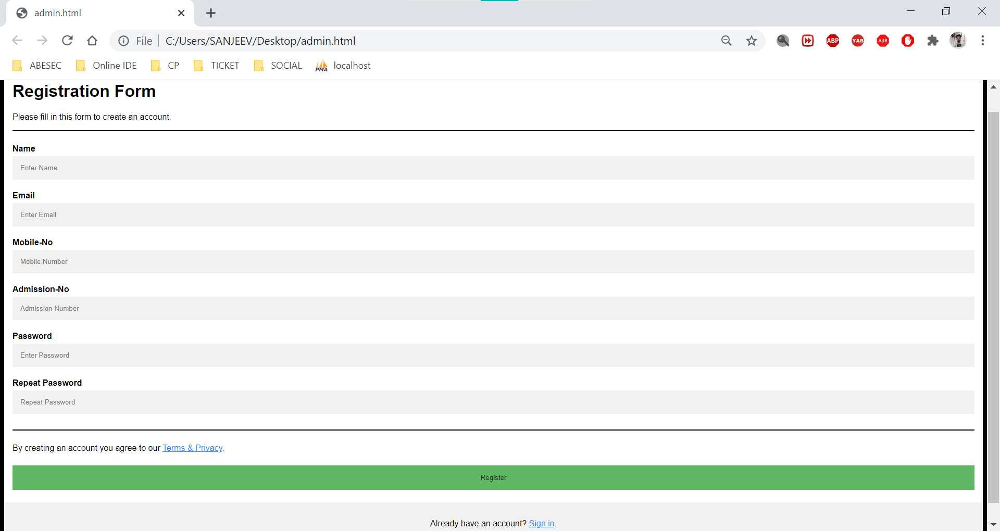 admin.html
File
C:/Users/SANJEEV/Desktop/admin.html
ABP
YAB
AdB
ABESEC
Online IDE
CP
TICKET
SOCIAL
PMA
localhost
Registration Form
Please fill in this form to create an account.
Name
Enter Name
Email
Enter Email
Mobile-No
Mobile Number
Admission-No
Admission Number
Password
Enter Password
Repeat Password
Repeat Password
By creating an account you agree to our Terms & Privacy.
Register
Already have an account? Sign in.